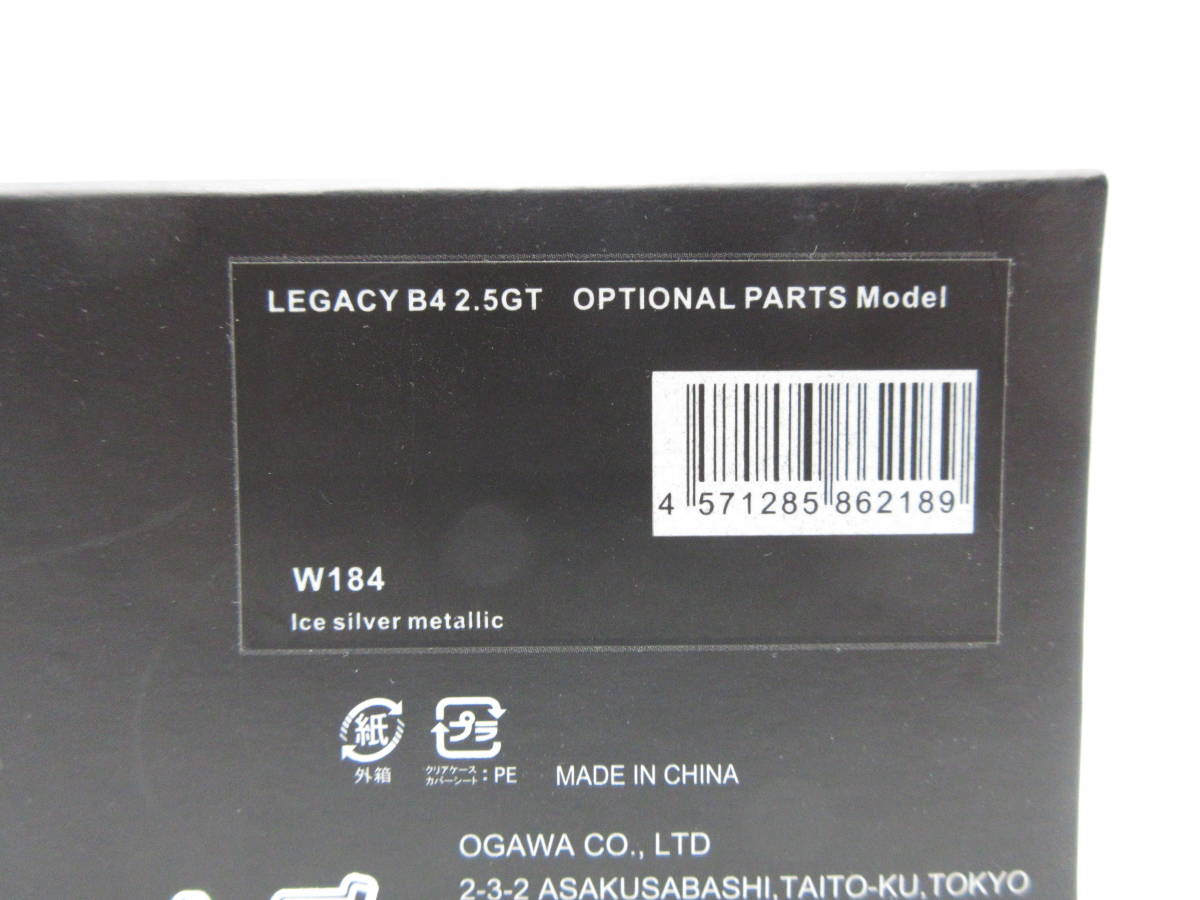 LEGACY B4 2.5GT OPTIONAL PARTS Model
4 571285 862189
W184
Ice silver metallic
紙 プラ
外箱 クリアケース カバーシート : PE MADE IN CHINA
OGAWA CO., LTD
2-3-2 ASAKUSABASHI,TAITO-KU,TOKYO